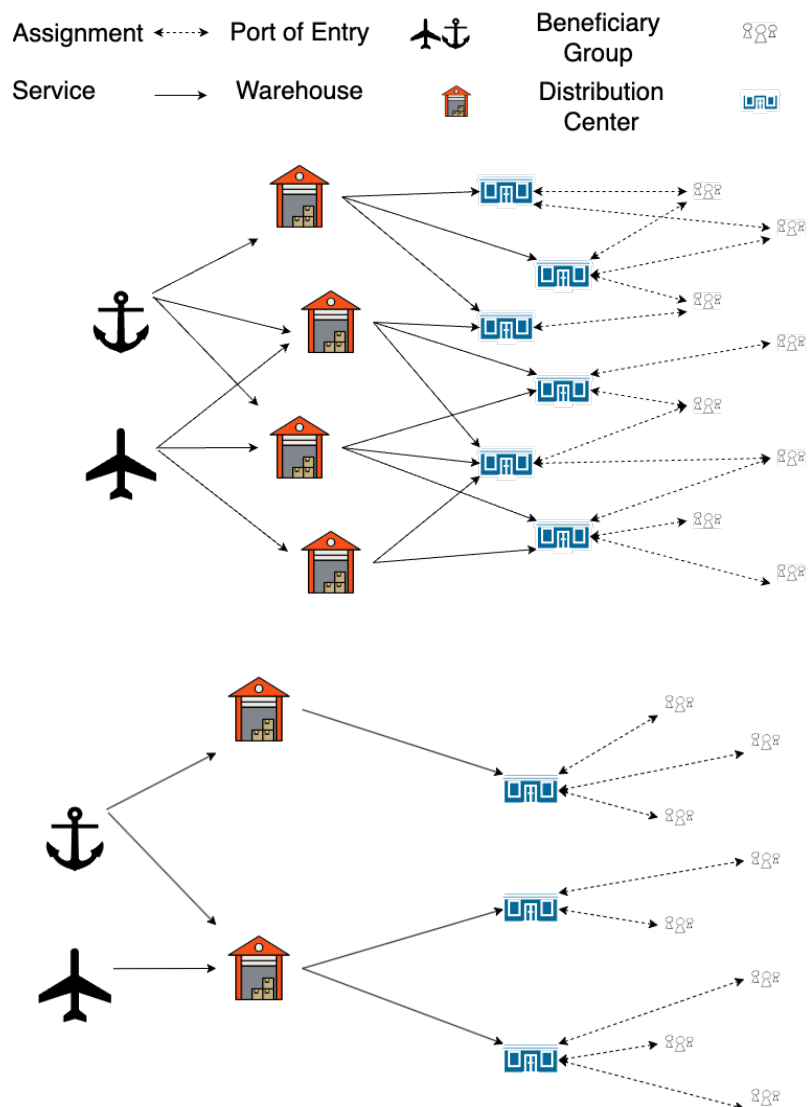 Assignment Port of Entry Beneficiary
Group
Service Warehouse Distribution
Center